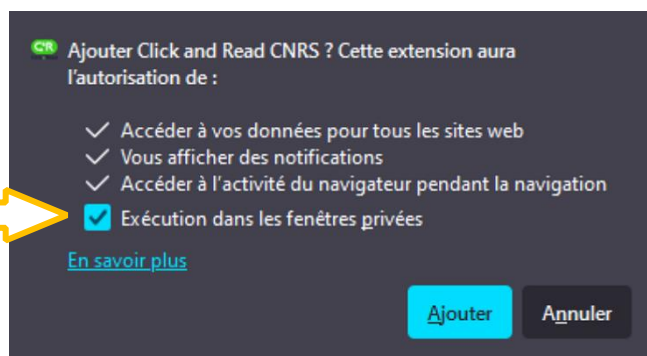 C'R Ajouter Click and Read CNRS ? Cette extension aura
l'autorisation de :
Accéder à vos données pour tous les sites web
Vous afficher des notifications
Accéder à l'activité du navigateur pendant la navigation
Exécution dans les fenêtres privées
En savoir plus
Ajouter Annuler